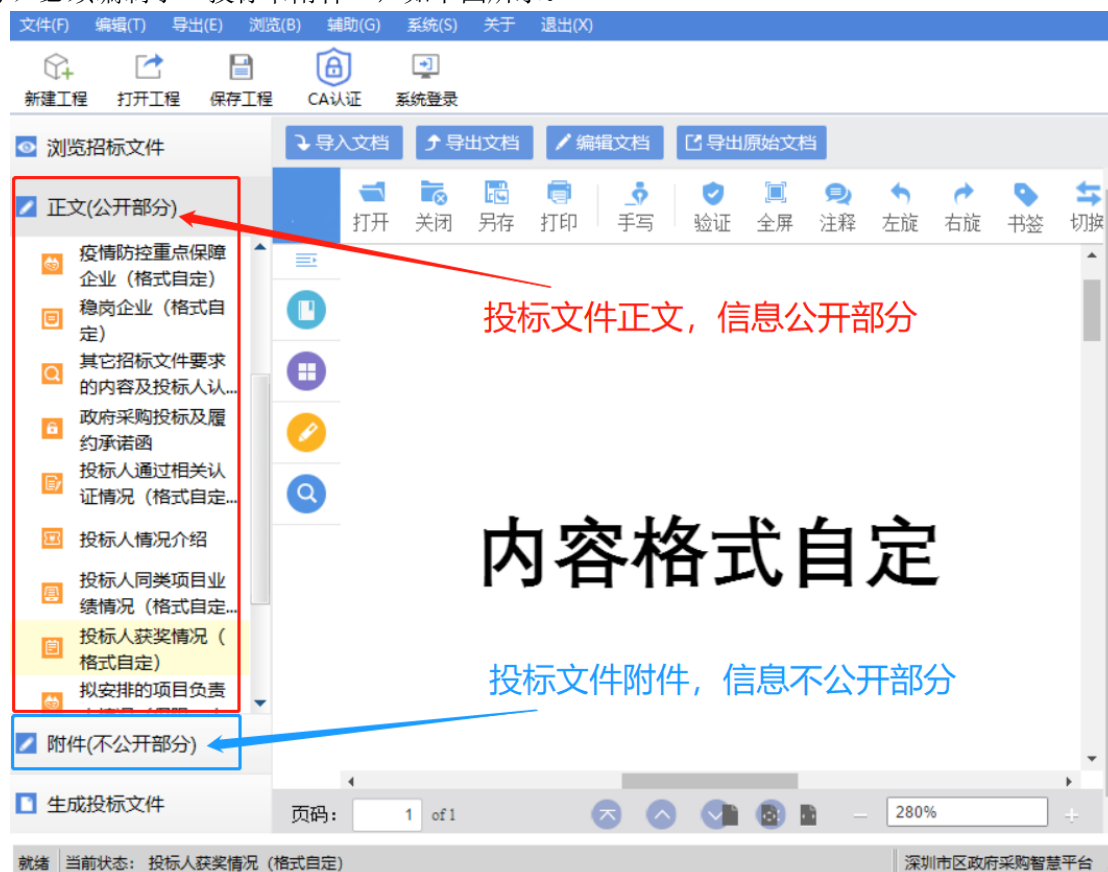 文件(F) 编辑(T) 导出(E) 浏览(B) 辅助(G) 系统(S) 关于 退出(X)
新建工程 打开工程 保存工程 CA认证 系统登录
浏览招标文件
导入文档 导出文档 编辑文档 导出原始文档
正文(公开部分)
打开 关闭 另存 打印 手写 验证 全屏 注释 左旋 右旋 书签 切换
疫情防控重点保障
企业（格式自定）
稳岗企业（格式自
定）
其它招标文件要求
的内容及投标人认...
政府采购投标及履
约承诺函
投标人通过相关认
证情况（格式自定...
投标人情况介绍
投标人同类项目业
绩情况（格式自定...
投标人获奖情况（
格式自定）
拟安排的项目负责
投标文件正文，信息公开部分
内容格式自定
投标文件附件，信息不公开部分
附件(不公开部分)
生成投标文件
页码： 1 of 1 280%
就绪 当前状态： 投标人获奖情况（格式自定） 深圳市区政府采购智慧平台